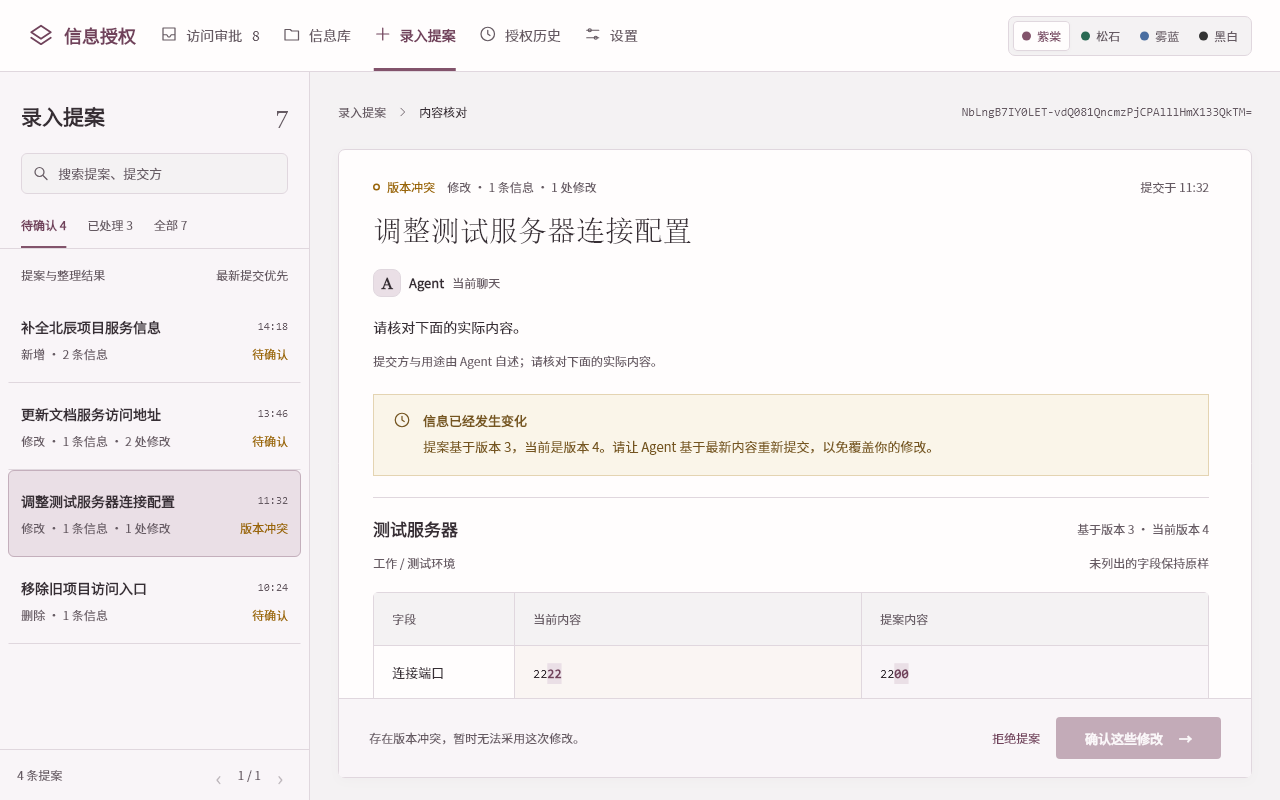 信息授权
访问审批 8
信息库
录入提案
授权历史
设置
紫棠
松石
雾蓝
黑白
录入提案 7
搜索提案、提交方
待确认 4
已处理 3
全部 7
提案与整理结果 最新提交优先
补全北辰项目服务信息 14:18
新增 · 2 条信息 待确认
更新文档服务访问地址 13:46
修改 · 1 条信息 · 2 处修改 待确认
调整测试服务器连接配置 11:32
修改 · 1 条信息 · 1 处修改 版本冲突
移除旧项目访问入口 10:24
删除 · 1 条信息 待确认
4 条提案 ‹ 1 / 1 ›
录入提案 > 内容核对
版本冲突 修改 · 1 条信息 · 1 处修改 提交于 11:32
调整测试服务器连接配置
A Agent 当前聊天
请核对下面的实际内容。
提交方与用途由 Agent 自述；请核对下面的实际内容。
信息已经发生变化
提案基于版本 3，当前是版本 4。请让 Agent 基于最新内容重新提交，以免覆盖你的修改。
测试服务器 基于版本 3 · 当前版本 4
工作 / 测试环境 未列出的字段保持原样
字段 当前内容 提案内容
连接端口 2222 2200
存在版本冲突，暂时无法采用这次修改。 拒绝提案 确认这些修改 →